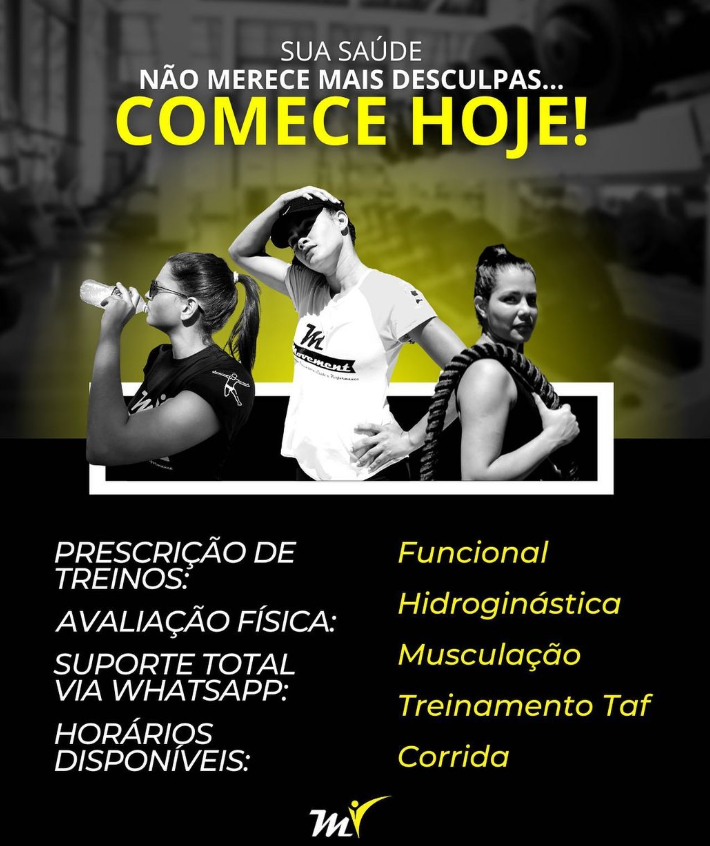 SUA SAÚDE
NÃO MERECE MAIS DESCULPAS...
COMECE HOJE!
M
Movement
PRESCRIÇÃO DE
TREINOS:
AVALIAÇÃO FÍSICA:
SUPORTE TOTAL
VIA WHATSAPP:
HORÁRIOS
DISPONÍVEIS:
Funcional
Hidroginástica
Musculação
Treinamento Taf
Corrida
M